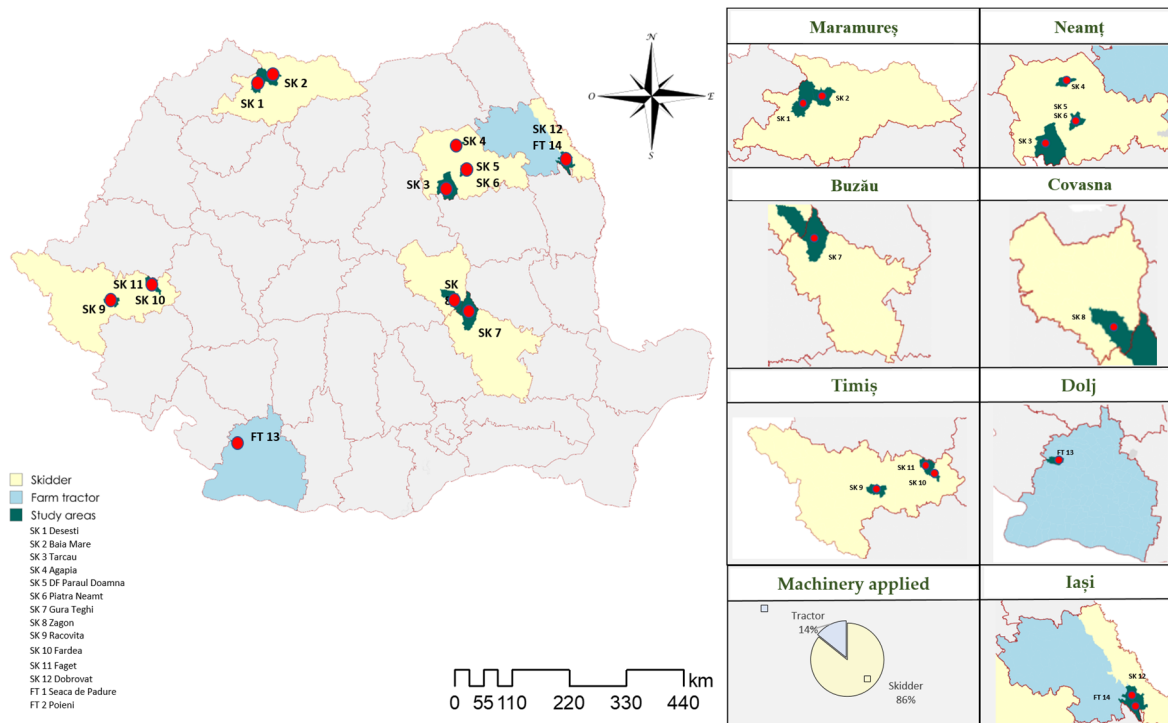 N
O
E
S
SK 2
SK 1
SK 12
FT 14
SK 4
SK 5
SK 3
SK 6
SK 11
SK 10
SK 9
SK
8
SK 7
FT 13
Skidder
Farm tractor
Study areas
SK 1 Desesti
SK 2 Baia Mare
SK 3 Tarcau
SK 4 Agapia
SK 5 DF Paraul Doamna
SK 6 Piatra Neamt
SK 7 Gura Teghi
SK 8 Zagon
SK 9 Racovita
SK 10 Fardea
SK 11 Faget
SK 12 Dobrovat
FT 1 Seaca de Padure
FT 2 Poieni
km
0 55 110 220 330 440
Maramureș
SK 2
SK 1
Neamț
SK 4
SK 5
SK 6
SK 3
Buzău
SK 7
Covasna
SK 8
Timiș
SK 11
SK 9
SK 10
Dolj
FT 13
Machinery applied
Tractor
14%
Skidder
86%
Iași
SK 12
FT 14